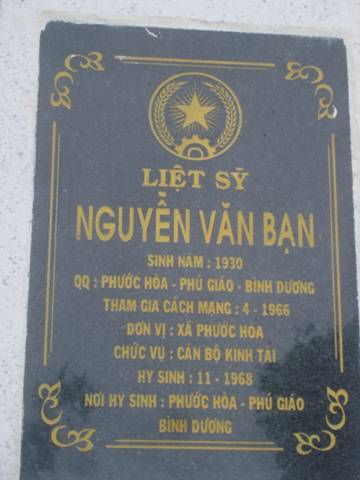 LIỆT SỸ
NGUYỄN VĂN BẠN
SINH NĂM : 1930
QQ : PHƯỚC HÒA - PHÚ GIÁO - BÌNH DƯƠNG
THAM GIA CÁCH MẠNG : 4 - 1966
ĐƠN VỊ : XÃ PHƯỚC HÒA
CHỨC VỤ : CÁN BỘ KINH TÀI
HY SINH : 11 - 1968
NƠI HY SINH : PHƯỚC HÒA - PHÚ GIÁO
BÌNH DƯƠNG